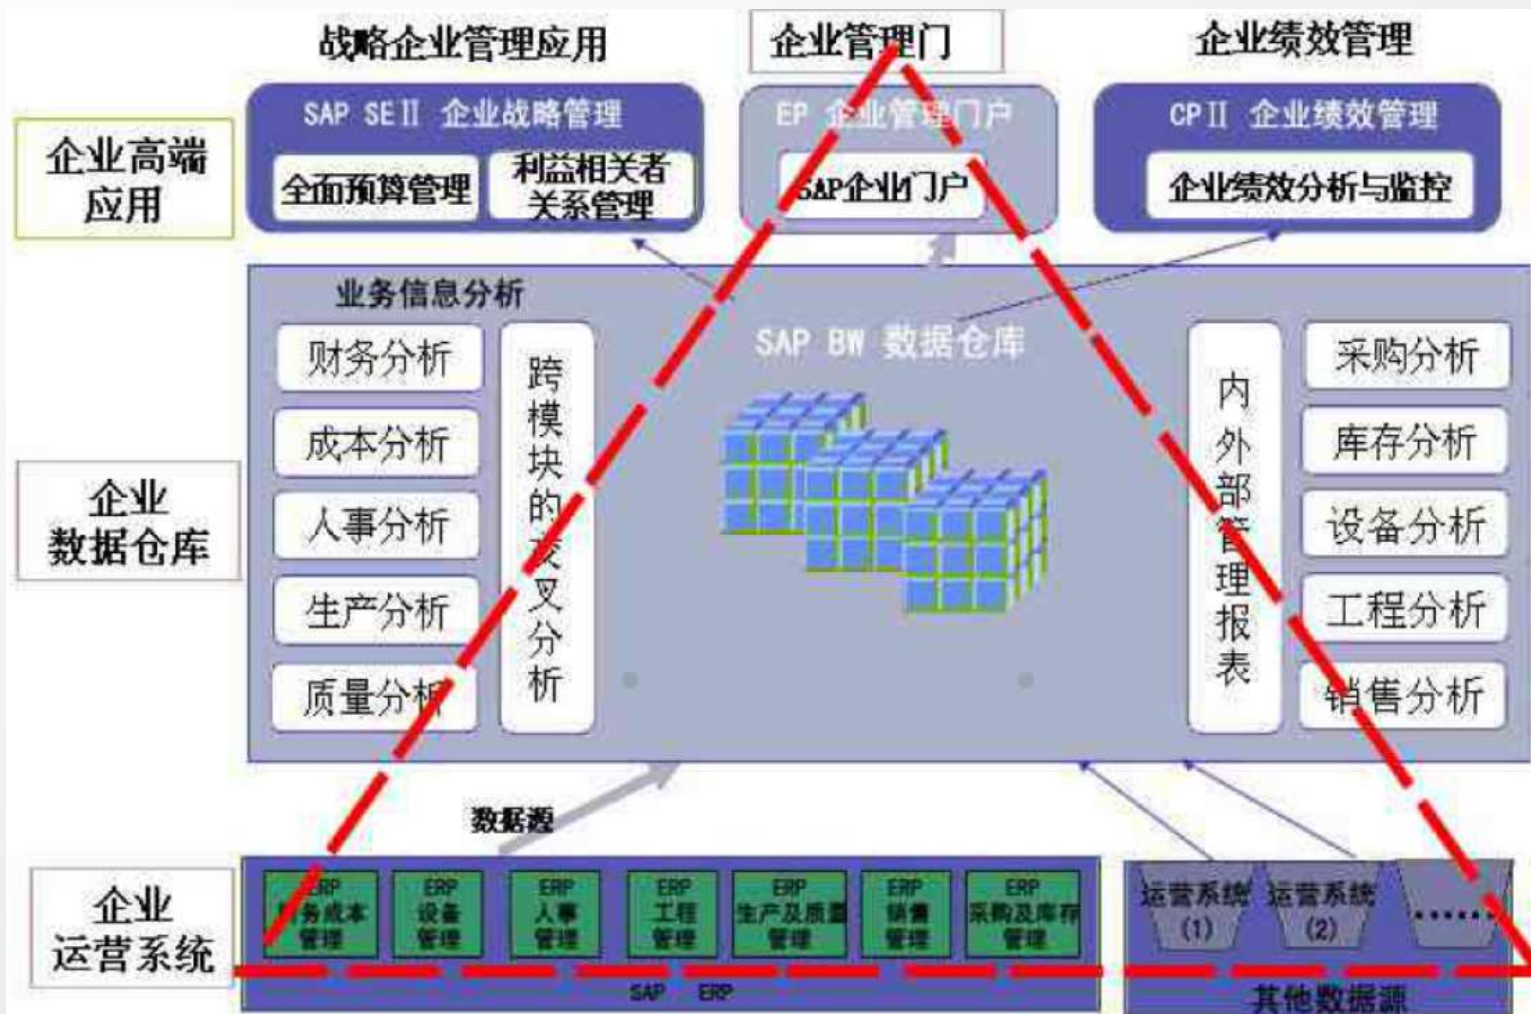 战略企业管理应用
企业管理门
企业绩效管理
企业高端
应用
SAP SEⅡ 企业战略管理
全面预算管理
利益相关者
关系管理
EP 企业管理门户
SAP企业门户
CPⅡ 企业绩效管理
企业绩效分析与监控
企业
数据仓库
业务信息分析
财务分析
成本分析
人事分析
生产分析
质量分析
跨模块的交叉分析
SAP BW 数据仓库
内外部管理报表
采购分析
库存分析
设备分析
工程分析
销售分析
数据源
企业
运营系统
ERP
财务成本
管理
ERP
设备
管理
ERP
人事
管理
ERP
工程
管理
ERP
生产及质量
管理
ERP
销售
管理
ERP
采购及库存
管理
SAP ERP
运营系统
(1)
运营系统
(2)
......
其他数据源